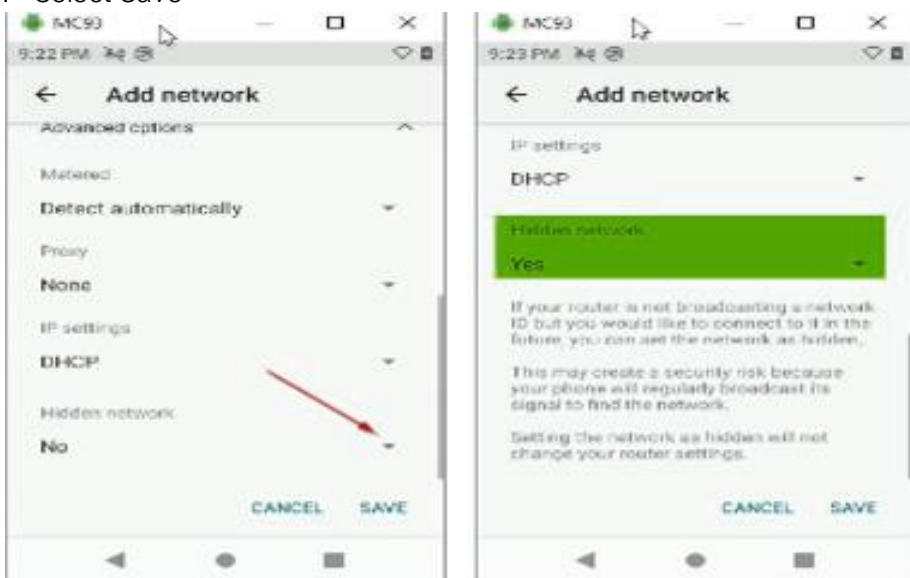 Select Save
MC93
9:22 PM
Add network
Advanced options
Metered
Detect automatically
Proxy
None
IP settings
DHCP
Hidden network
No
CANCEL SAVE
MC93
9:23 PM
Add network
IP settings
DHCP
Hidden network
Yes
If your router is not broadcasting a network
ID but you would like to connect to it in the
future, you can set the network as hidden.
This may create a security risk because
your phone will regularly broadcast its
signal to find the network.
Setting the network as hidden will not
change your router settings.
CANCEL SAVE